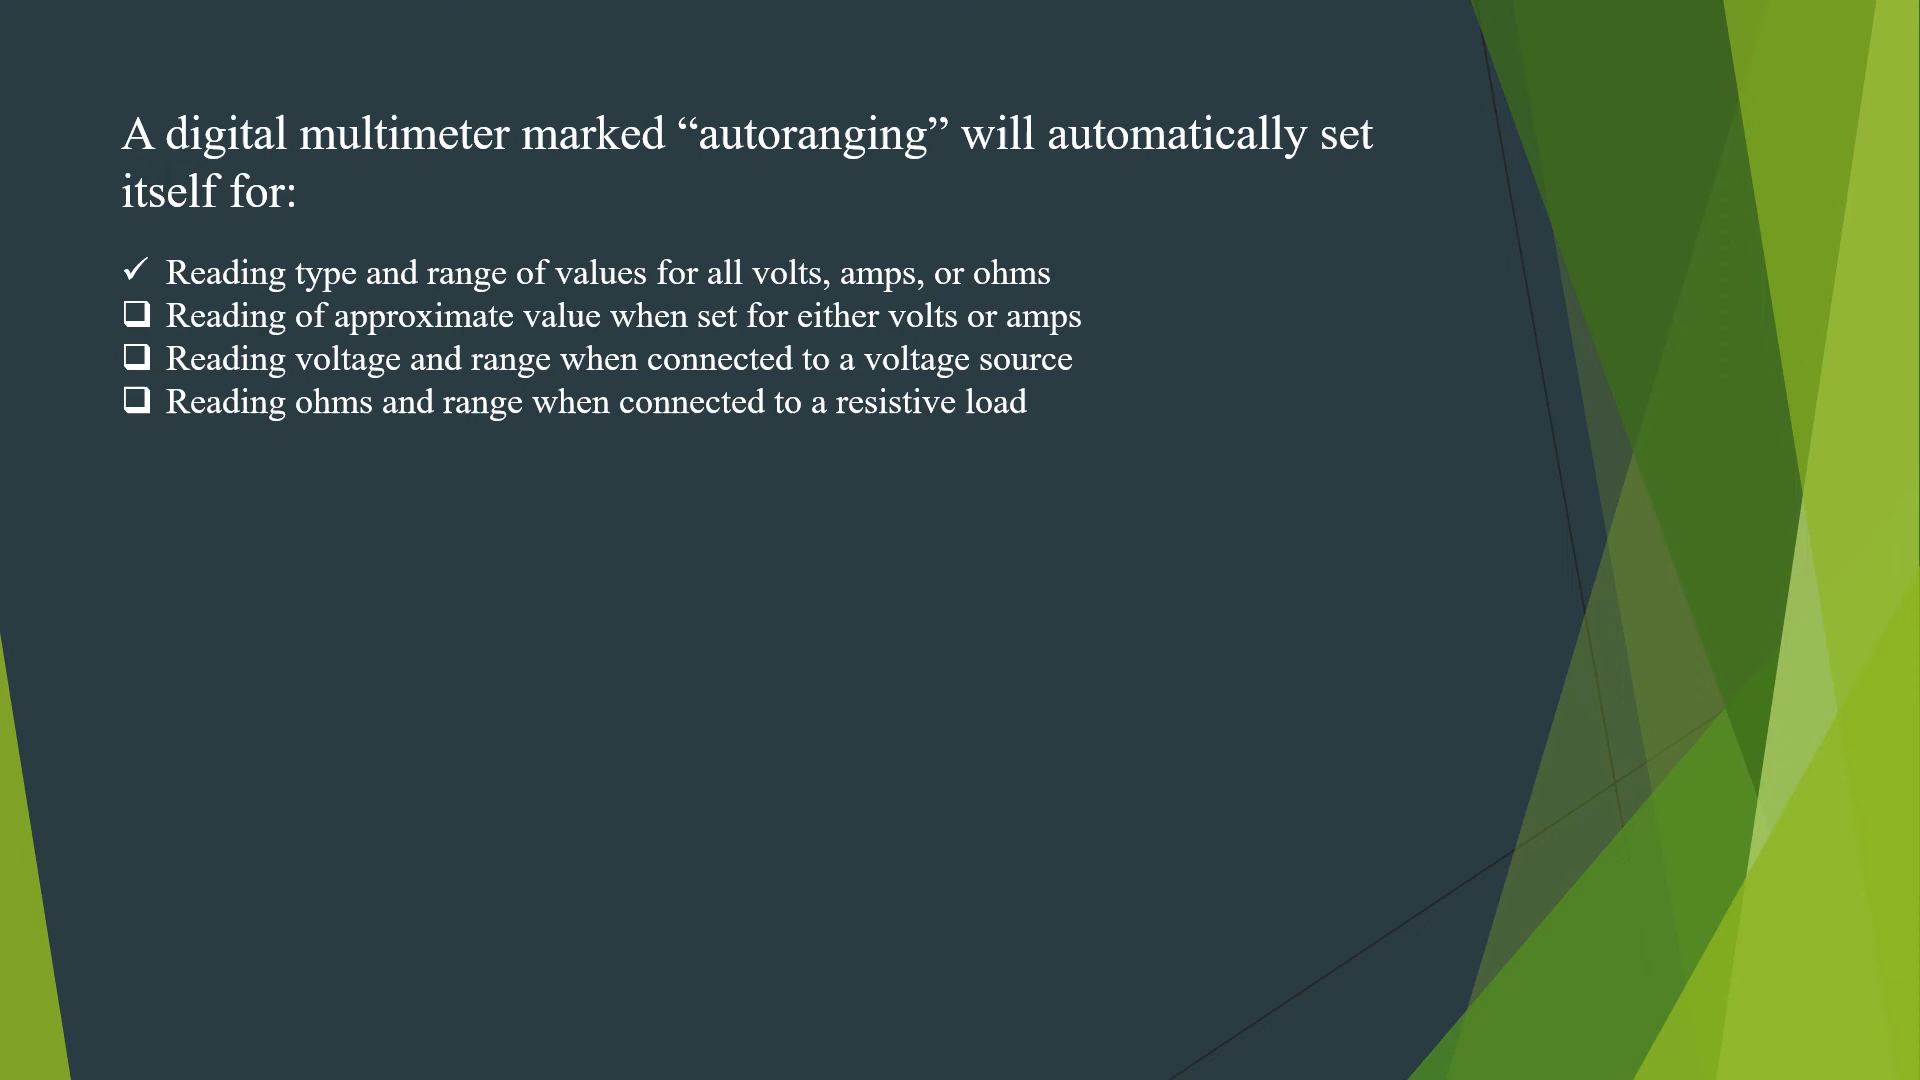 A digital multimeter marked “autoranging” will automatically set
itself for:
✓ Reading type and range of values for all volts, amps, or ohms
❑ Reading of approximate value when set for either volts or amps
❑ Reading voltage and range when connected to a voltage source
❑ Reading ohms and range when connected to a resistive load